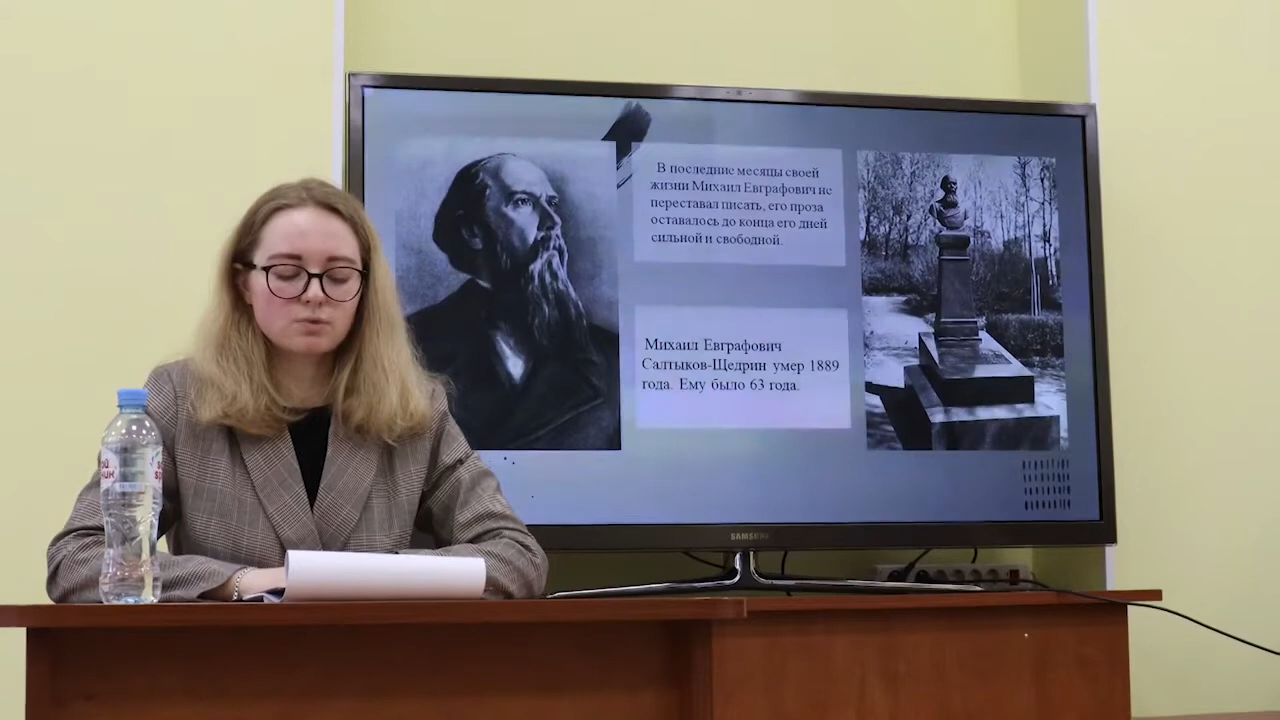 В последние месяцы своей
жизни Михаил Евграфович не
переставал писать, его проза
оставалось до конца его дней
сильной и свободной.
Михаил Евграфович
Салтыков-Щедрин умер 1889
года. Ему было 63 года.
SAMSUNG